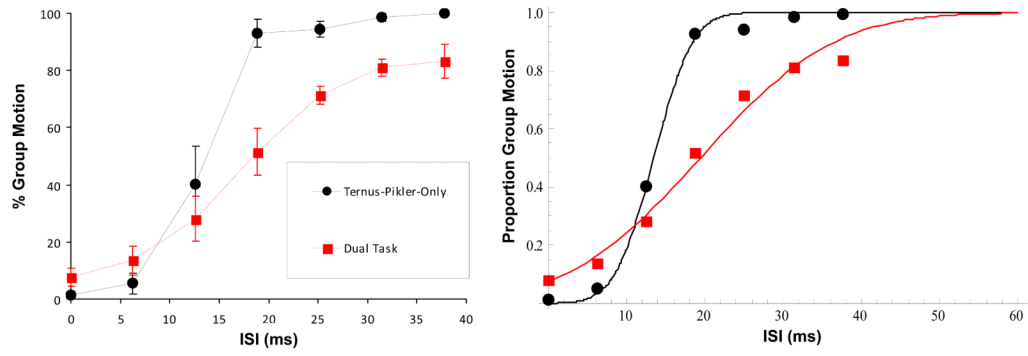 % Group Motion
100
80
60
40
20
0
0 5 10 15 20 25 30 35 40
ISI (ms)
Ternus-Pikler-Only
Dual Task
Proportion Group Motion
1.0
0.8
0.6
0.4
0.2
10 20 30 40 50 60
ISI (ms)